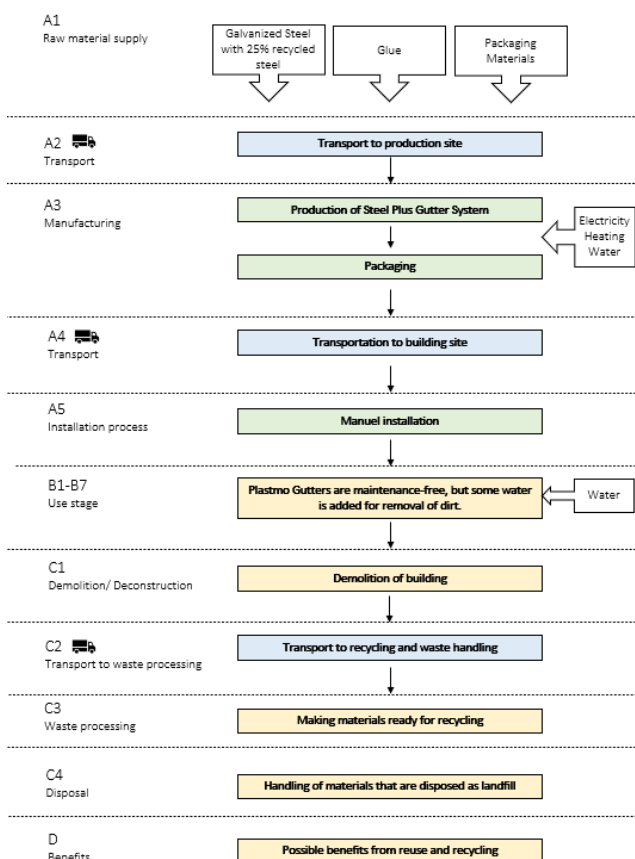 A1
Raw material supply
Galvanized Steel
with 25% recycled
steel
Glue
Packaging
Materials
A2
Transport
Transport to production site
A3
Manufacturing
Production of Steel Plus Gutter System
Electricity
Heating
Water
Packaging
A4
Transport
Transportation to building site
A5
Installation process
Manuel installation
B1-B7
Use stage
Plastmo Gutters are maintenance-free, but some water
is added for removal of dirt.
Water
C1
Demolition/ Deconstruction
Demolition of building
C2
Transport to waste processing
Transport to recycling and waste handling
C3
Waste processing
Making materials ready for recycling
C4
Disposal
Handling of materials that are disposed as landfill
D
Benefits
Possible benefits from reuse and recycling